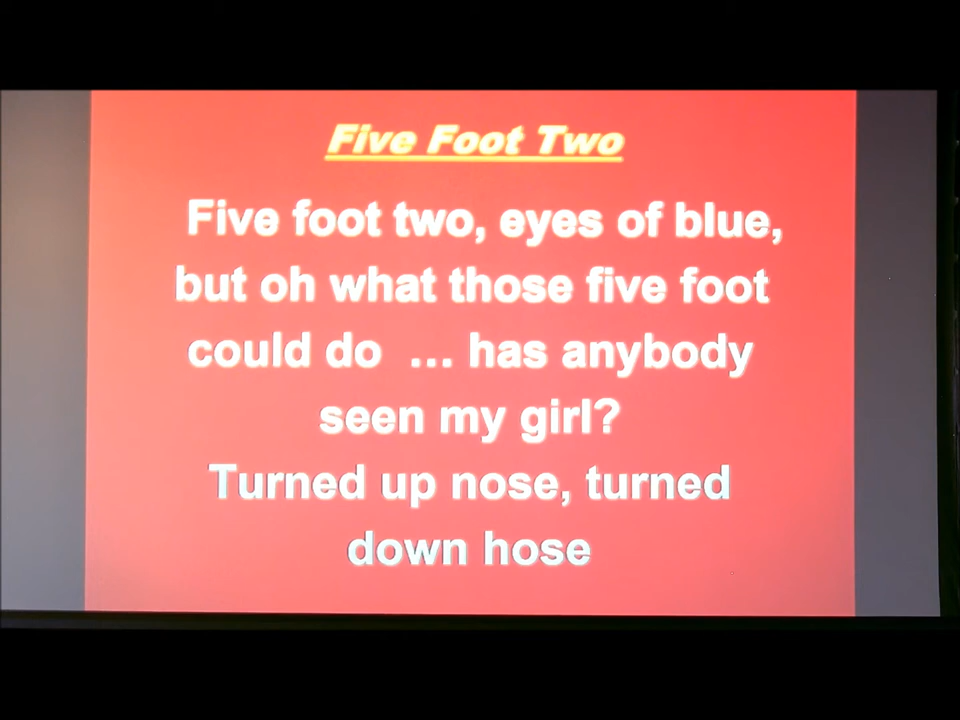 Five Foot Two
Five foot two, eyes of blue,
but oh what those five foot
could do ... has anybody
seen my girl?
Turned up nose, turned
down hose